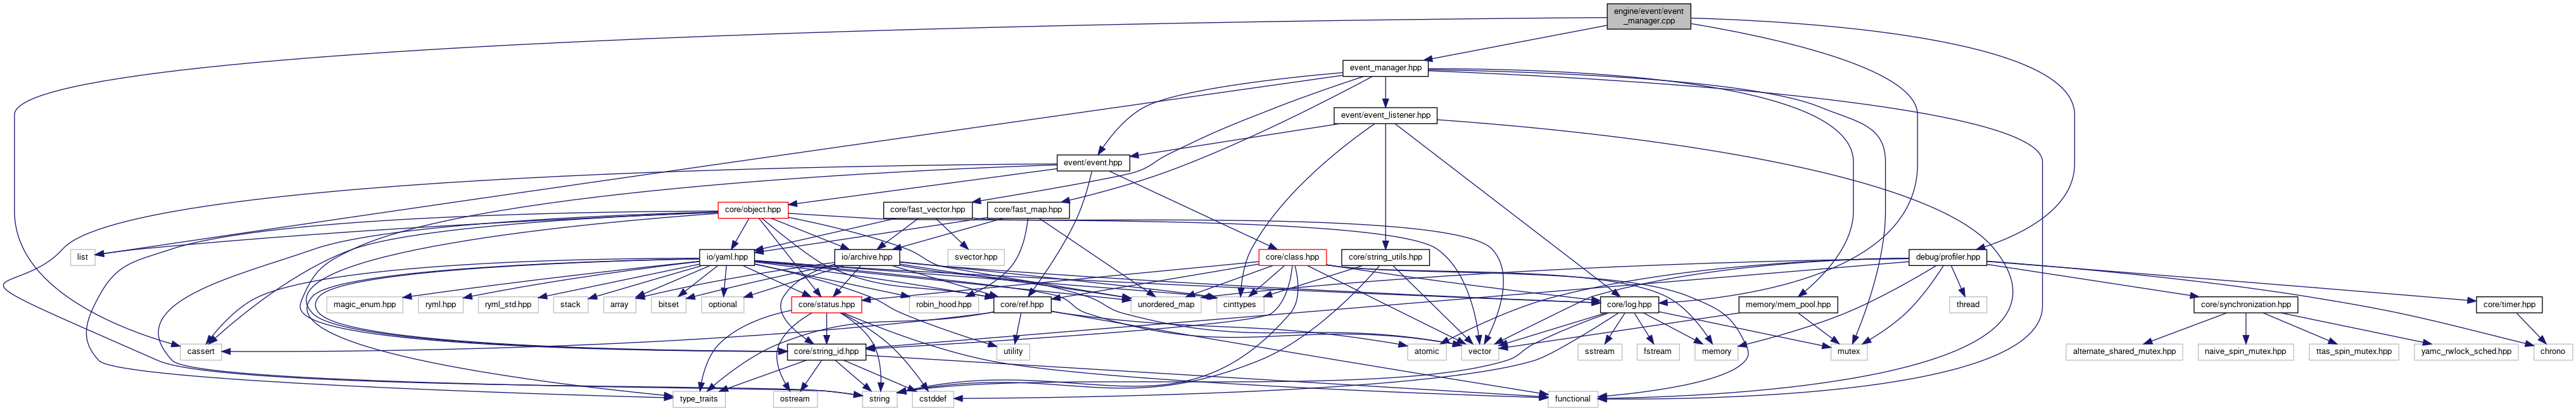 engine/event/event
_manager.cpp
event_manager.hpp
event/event_listener.hpp
event/event.hpp
core/object.hpp
core/fast_vector.hpp
core/fast_map.hpp
list
io/yaml.hpp
io/archive.hpp
svector.hpp
core/class.hpp
core/string_utils.hpp
debug/profiler.hpp
magic_enum.hpp
ryml.hpp
ryml_std.hpp
stack
array
bitset
optional
core/status.hpp
robin_hood.hpp
core/ref.hpp
unordered_map
cinttypes
core/log.hpp
memory/mem_pool.hpp
thread
core/synchronization.hpp
core/timer.hpp
cassert
core/string_id.hpp
utility
atomic
vector
sstream
fstream
memory
mutex
alternate_shared_mutex.hpp
naive_spin_mutex.hpp
ttas_spin_mutex.hpp
yamc_rwlock_sched.hpp
chrono
type_traits
ostream
string
cstddef
functional